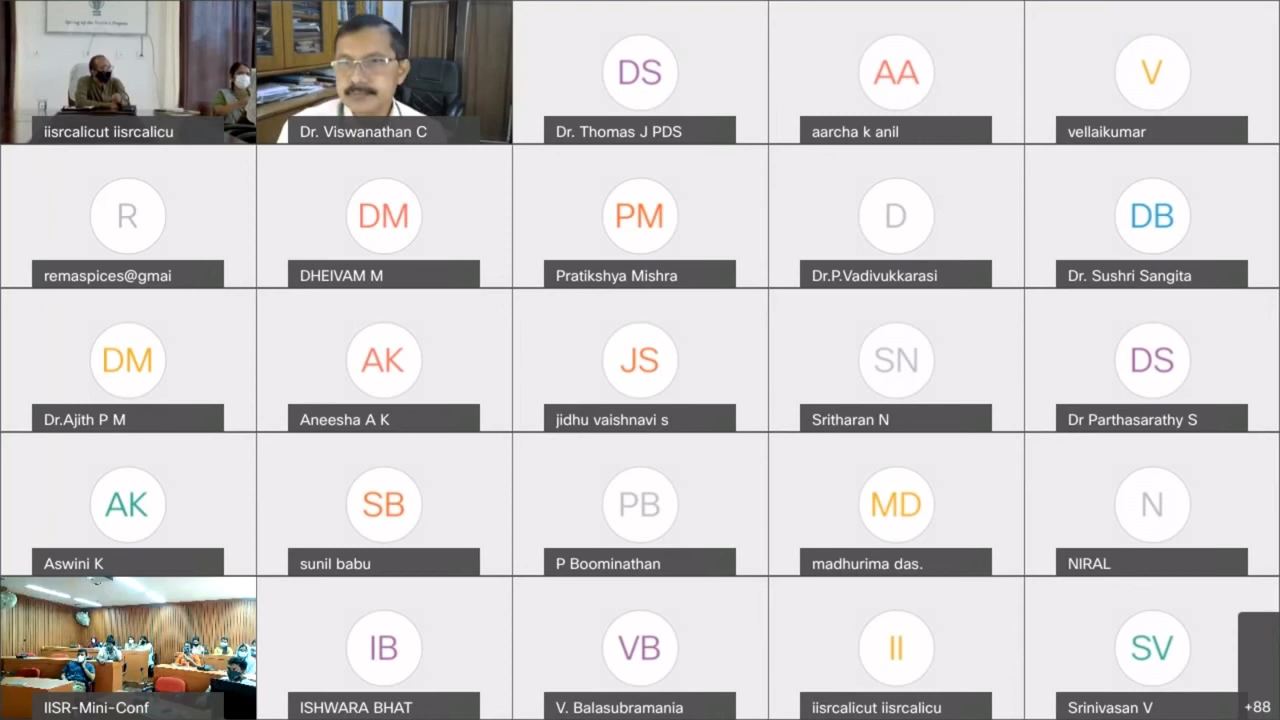 iisrcalicut iisrcalicu
Dr. Viswanathan C
DS
Dr. Thomas J PDS
AA
aarcha k anil
V
vellaikumar
R
remaspices@gmai
DM
DHEIVAM M
PM
Pratikshya Mishra
D
Dr.P.Vadivukkarasi
DB
Dr. Sushri Sangita
DM
Dr.Ajith P M
AK
Aneesha A K
JS
jidhu vaishnavi s
SN
Sritharan N
DS
Dr Parthasarathy S
AK
Aswini K
SB
sunil babu
PB
P Boominathan
MD
madhurima das.
N
NIRAL
IISR-Mini-Conf
IB
ISHWARA BHAT
VB
V. Balasubramania
II
iisrcalicut iisrcalicu
SV
Srinivasan V
+88